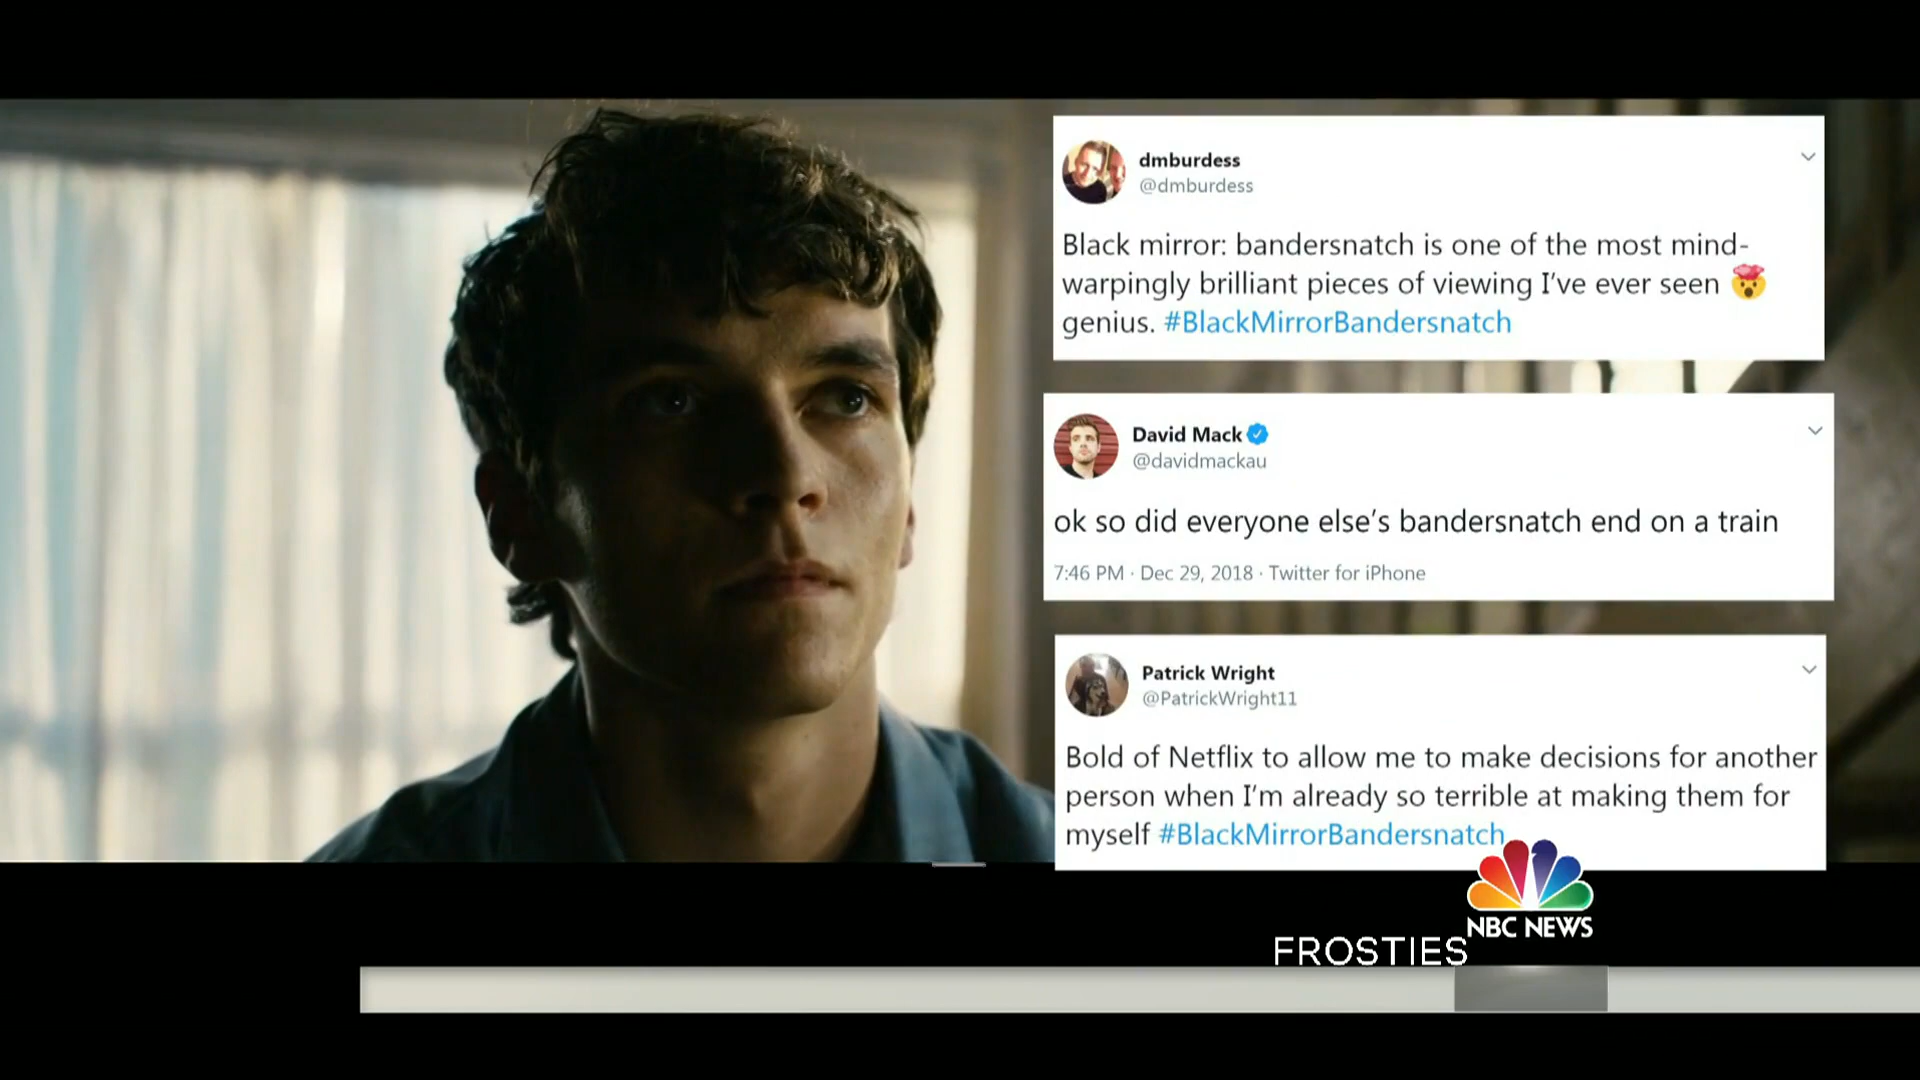 dmburdess
@dmburdess
Black mirror: bandersnatch is one of the most mind-
warpingly brilliant pieces of viewing I've ever seen 🤯
genius. #BlackMirrorBandersnatch
David Mack
@davidmackau
ok so did everyone else's bandersnatch end on a train
7:46 PM · Dec 29, 2018 · Twitter for iPhone
Patrick Wright
@PatrickWright11
Bold of Netflix to allow me to make decisions for another
person when I'm already so terrible at making them for
myself #BlackMirrorBandersnatch
NBC NEWS
FROSTIES